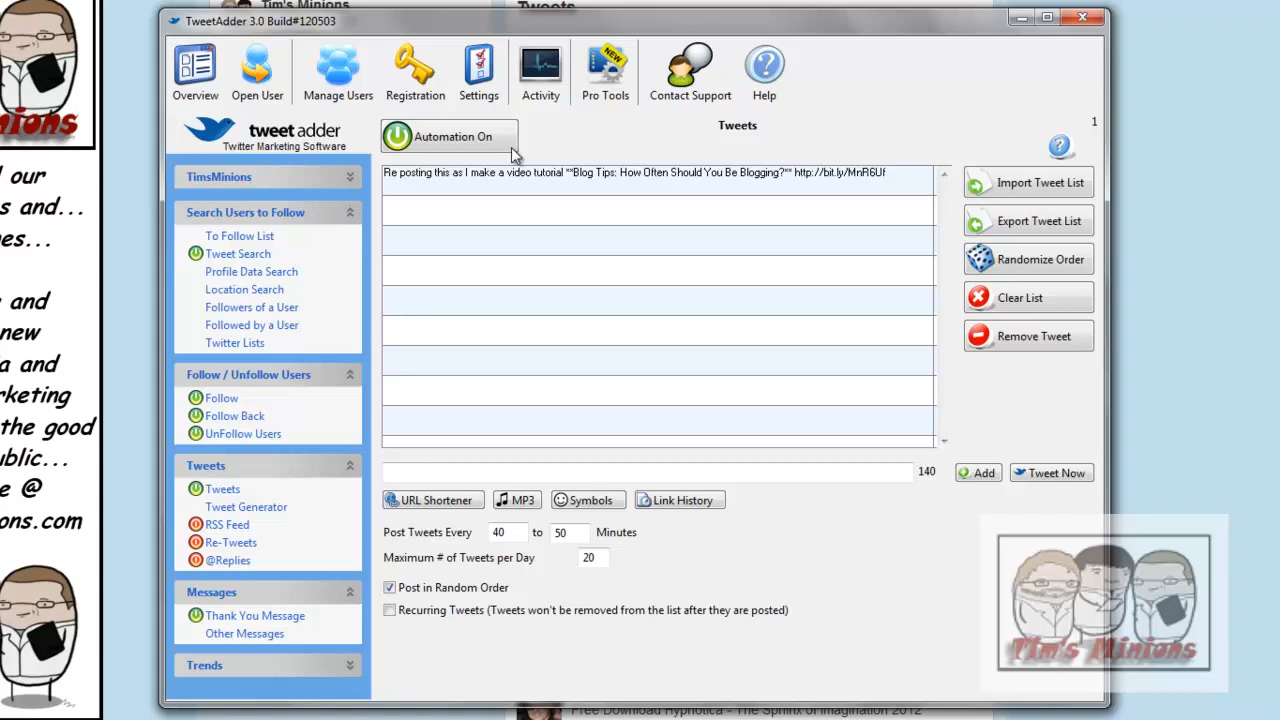 Tim's Minions
Tweets
TweetAdder 3.0 Build#120503
Overview
Open User
Manage Users
Registration
Settings
Activity
NEW
Pro Tools
Contact Support
Help
tweet adder
Twitter Marketing Software
Automation On
Tweets
1
TimsMinions
Search Users to Follow
To Follow List
Tweet Search
Profile Data Search
Location Search
Followers of a User
Followed by a User
Twitter Lists
Follow / Unfollow Users
Follow
Follow Back
UnFollow Users
Tweets
Tweets
Tweet Generator
RSS Feed
Re-Tweets
@Replies
Messages
Thank You Message
Other Messages
Trends
Re posting this as I make a video tutorial **Blog Tips: How Often Should You Be Blogging?** http://bit.ly/MnR6Uf
Import Tweet List
Export Tweet List
Randomize Order
Clear List
Remove Tweet
140
Add
Tweet Now
URL Shortener
MP3
Symbols
Link History
Post Tweets Every 40 to 50 Minutes
Maximum # of Tweets per Day 20
Post in Random Order
Recurring Tweets (Tweets won't be removed from the list after they are posted)
Tim's Minions
Free Download Hypnotica - The Sphinx of Imagination 2012
our
s and...
es...
and
new
a and
rketing
the good
ublic...
e @
ons.com